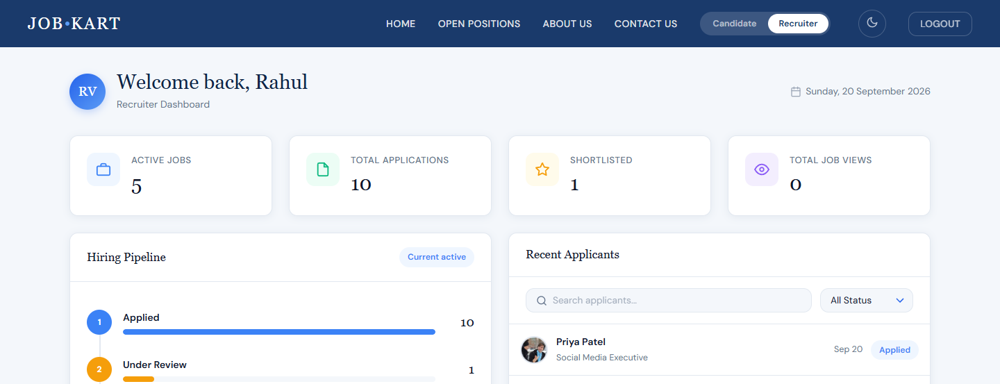 JOB•KART
HOME
OPEN POSITIONS
ABOUT US
CONTACT US
Candidate
Recruiter
LOGOUT
RV
Welcome back, Rahul
Recruiter Dashboard
Sunday, 20 September 2026
ACTIVE JOBS
5
TOTAL APPLICATIONS
10
SHORTLISTED
1
TOTAL JOB VIEWS
0
Hiring Pipeline
Current active
1
Applied
10
2
Under Review
1
Recent Applicants
Search applicants...
All Status
Priya Patel
Social Media Executive
Sep 20
Applied